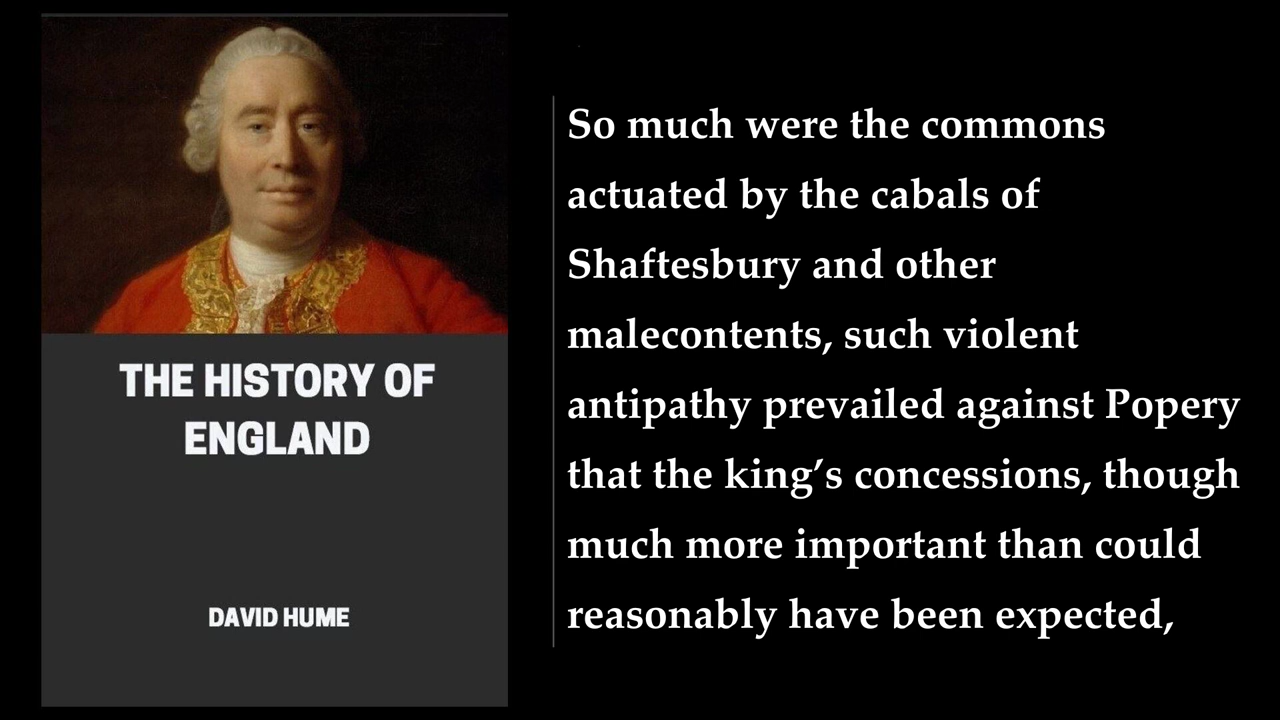 THE HISTORY OF
ENGLAND
DAVID HUME
So much were the commons
actuated by the cabals of
Shaftesbury and other
malecontents, such violent
antipathy prevailed against Popery
that the king’s concessions, though
much more important than could
reasonably have been expected,